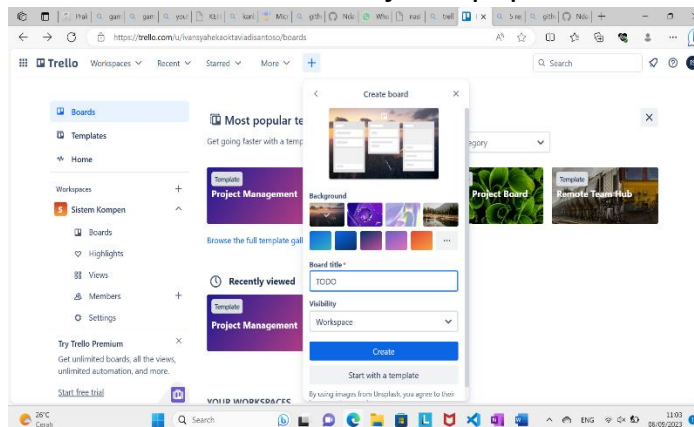 https://trello.com/u/ivansyahekaoktaviadisantoso/boards
Trello Workspaces Recent Starred More + Search
Create board
Boards
Templates
Home
Most popular te
Get going faster with a temp
egory
Template
Project Management
Project Board
Template
Remote Team Hub
Browse the full template gall
Workspaces +
S Sistem Kompen
Boards
Highlights
Views
Members +
Settings
Background
Board title*
TODO
Visibility
Workspace
Create
Start with a template
By using images from Unsplash, you agree to their
Recently viewed
Template
Project Management
YOUR WORKSPACES
Try Trello Premium
Get unlimited boards, all the views,
unlimited automation, and more.
Start free trial
26°C
Cerah
Search
ENG
11:03
06/09/2023